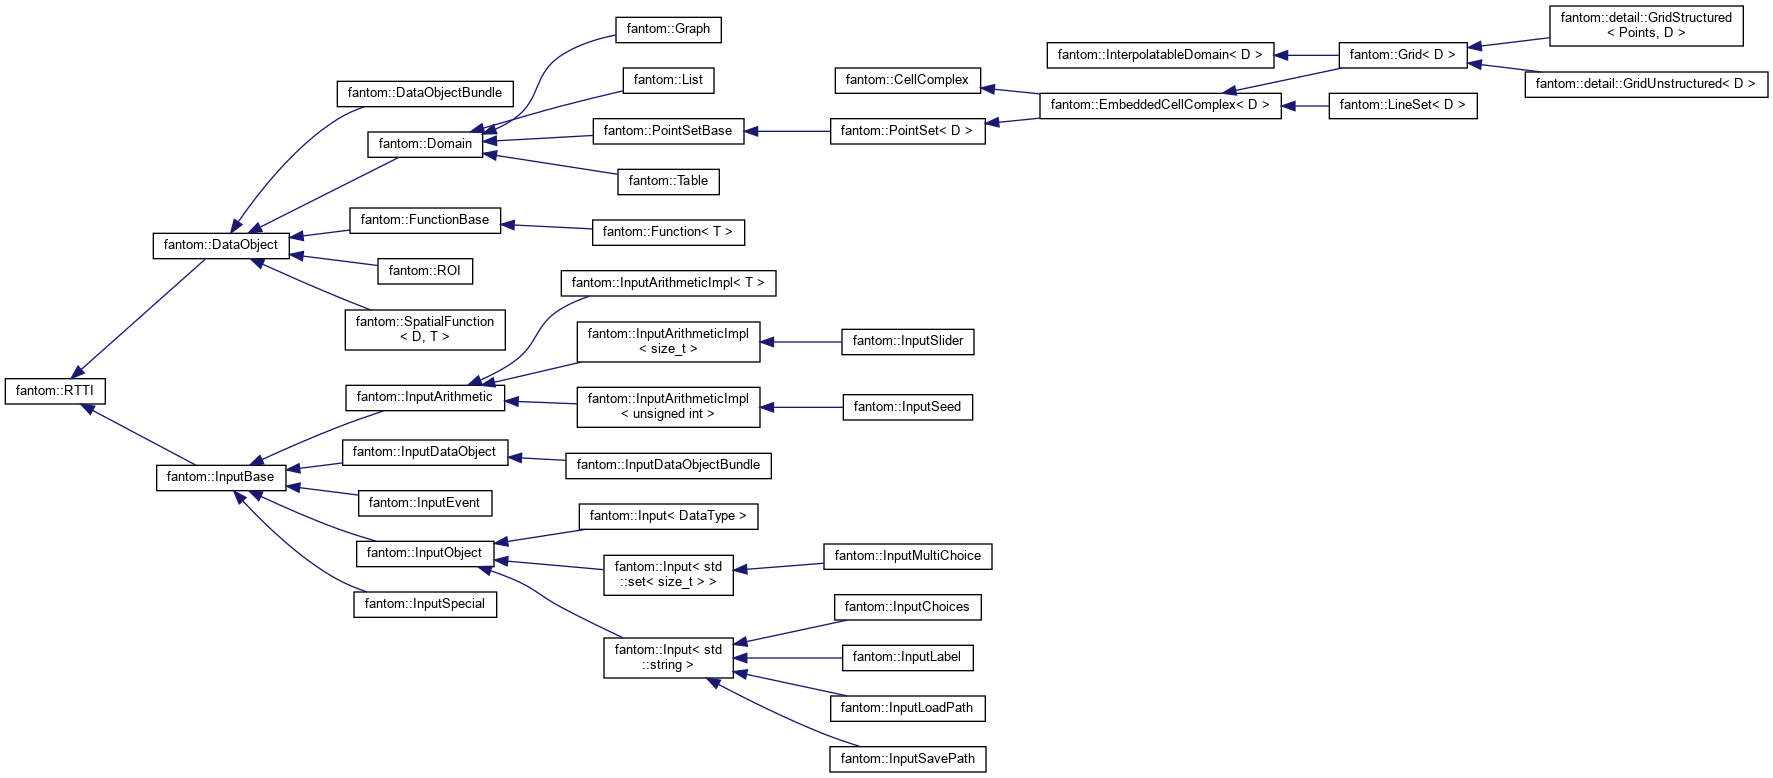 fantom::RTTI
fantom::DataObject
fantom::DataObjectBundle
fantom::Domain
fantom::Graph
fantom::List
fantom::PointSetBase
fantom::PointSet< D >
fantom::CellComplex
fantom::EmbeddedCellComplex< D >
fantom::InterpolatableDomain< D >
fantom::Grid< D >
fantom::detail::GridStructured
< Points, D >
fantom::detail::GridUnstructured< D >
fantom::LineSet< D >
fantom::Table
fantom::FunctionBase
fantom::Function< T >
fantom::ROI
fantom::SpatialFunction
< D, T >
fantom::InputBase
fantom::InputArithmetic
fantom::InputArithmeticImpl< T >
fantom::InputArithmeticImpl
< size_t >
fantom::InputSlider
fantom::InputArithmeticImpl
< unsigned int >
fantom::InputSeed
fantom::InputDataObject
fantom::InputDataObjectBundle
fantom::InputEvent
fantom::InputObject
fantom::Input< DataType >
fantom::Input< std
::set< size_t > >
fantom::InputMultiChoice
fantom::Input< std
::string >
fantom::InputChoices
fantom::InputLabel
fantom::InputLoadPath
fantom::InputSavePath
fantom::InputSpecial